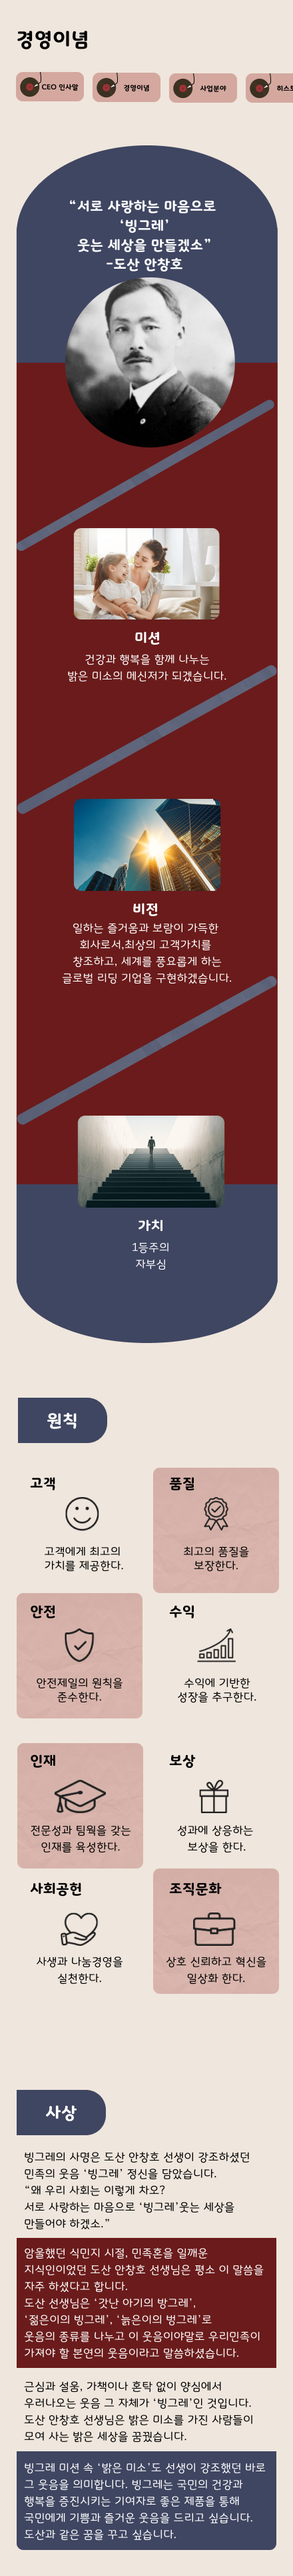 경영이념
CEO 인사말
경영이념
사업분야
“서로 사랑하는 마음으로
‘빙그레’
웃는 세상을 만들겠소”
-도산 안창호
미션
건강과 행복을 함께 나누는
밝은 미소의 메신저가 되겠습니다.
비전
일하는 즐거움과 보람이 가득한
회사로서,최상의 고객가치를
창조하고, 세계를 풍요롭게 하는
글로벌 리딩 기업을 구현하겠습니다.
가치
1등주의
자부심
원칙
고객
고객에게 최고의
가치를 제공한다.
품질
최고의 품질을
보장한다.
안전
안전제일의 원칙을
준수한다.
수익
수익에 기반한
성장을 추구한다.
인재
전문성과 팀웍을 갖는
인재를 육성한다.
보상
성과에 상응하는
보상을 한다.
사회공헌
사생과 나눔경영을
실천한다.
조직문화
상호 신뢰하고 혁신을
일상화 한다.
사상
빙그레의 사명은 도산 안창호 선생이 강조하셨던
민족의 웃음 ‘빙그레’ 정신을 담았습니다.
“왜 우리 사회는 이렇게 차오?
서로 사랑하는 마음으로 ‘빙그레’웃는 세상을
만들어야 하겠소.”
암울했던 식민지 시절, 민족혼을 일깨운
지식인이었던 도산 안창호 선생님은 평소 이 말씀을
자주 하셨다고 합니다.
도산 선생님은 ‘갓난 아기의 방그레’,
‘젊은이의 빙그레’, ‘늙은이의 벙그레’로
웃음의 종류를 나누고 이 웃음이야말로 우리민족이
가져야 할 본연의 웃음이라고 말씀하셨습니다.
근심과 설움, 가책이나 혼탁 없이 양심에서
우러나오는 웃음 그 자체가 ‘빙그레’인 것입니다.
도산 안창호 선생님은 밝은 미소를 가진 사람들이
모여 사는 밝은 세상을 꿈꿨습니다.
빙그레 미션 속 ‘밝은 미소’도 선생이 강조했던 바로
그 웃음을 의미합니다. 빙그레는 국민의 건강과
행복을 증진시키는 기여자로 좋은 제품을 통해
국민에게 기쁨과 즐거운 웃음을 드리고 싶습니다.
도산과 같은 꿈을 꾸고 싶습니다.